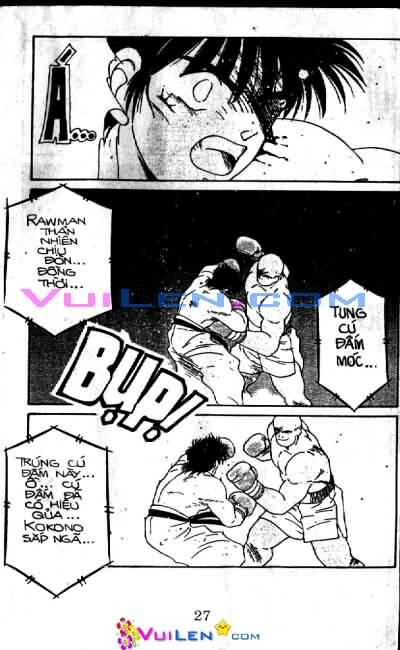 Á...
RAWMAN
THẢN
NHIÊN
CHỊU
ĐÒN...
ĐỒNG
THỜI...
TUNG
CÚ
ĐẤM
MÓC...
VUILEN.COM
BỤP!
TRÚNG CÚ
ĐẤM NÀY...
Ồ... CÚ
ĐẤM ĐÃ
CÓ HIỆU
QUẢ...
KOKONO
SẮP NGÃ...
27
VUILEN.COM